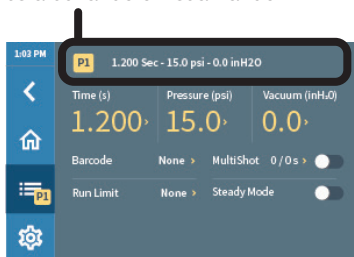 1:03 PM
P1 1.200 Sec - 15.0 psi - 0.0 inH2O
Time (s) Pressure (psi) Vacuum (inH₂O)
1.200› 15.0› 0.0›
Barcode None › MultiShot 0 / 0 s ›
P1
Run Limit None › Steady Mode